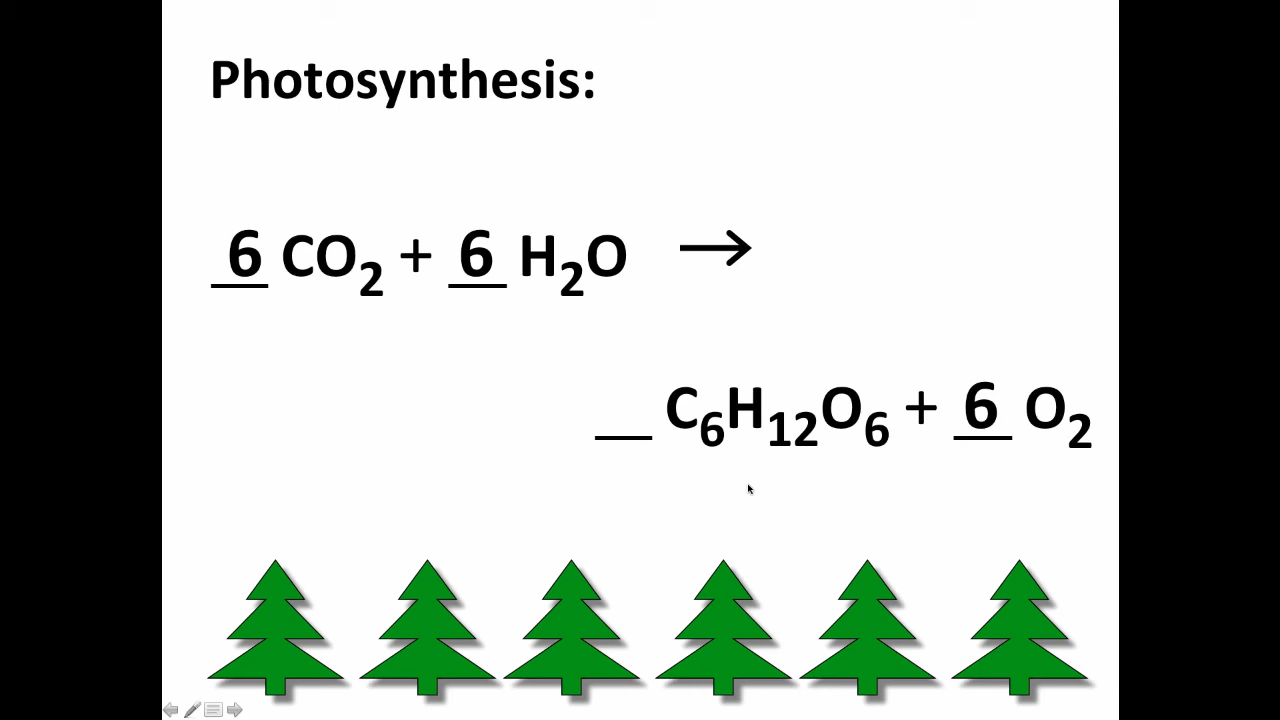 Photosynthesis:
6 CO₂ + 6 H₂O →
__ C₆H₁₂O₆ + 6 O₂